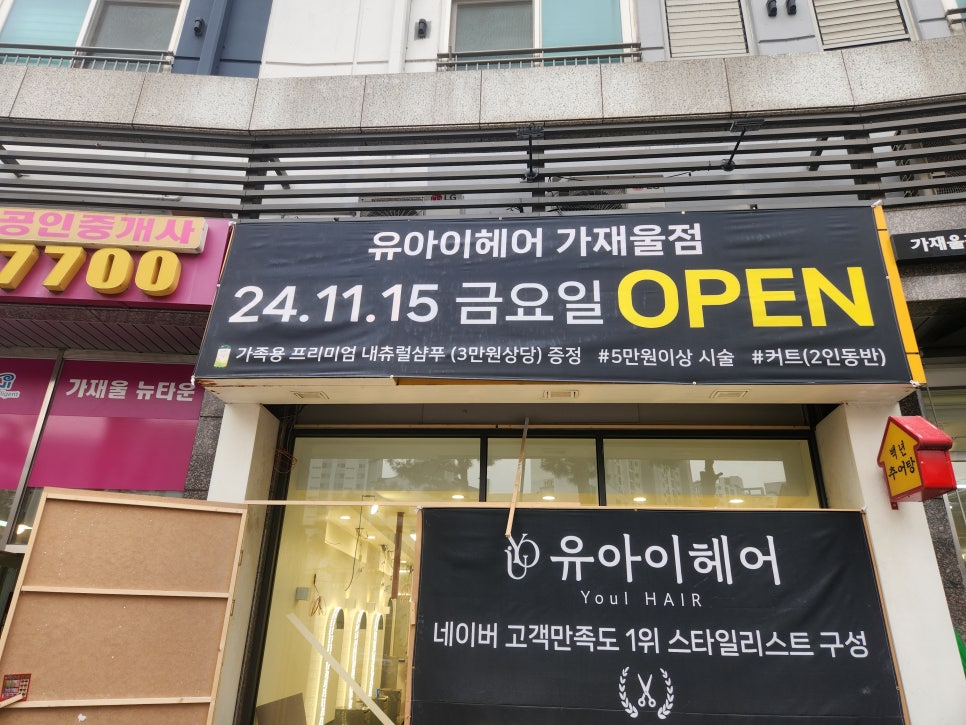 공인중개사
7700
가재울 뉴타운
유아이헤어 가재울점
24.11.15 금요일 OPEN
가족용 프리미엄 내츄럴샴푸 (3만원상당) 증정 #5만원이상 시술 #커트(2인동반)
LG
가재울
백년
추어탕
유아이헤어
YouI HAIR
네이버 고객만족도 1위 스타일리스트 구성